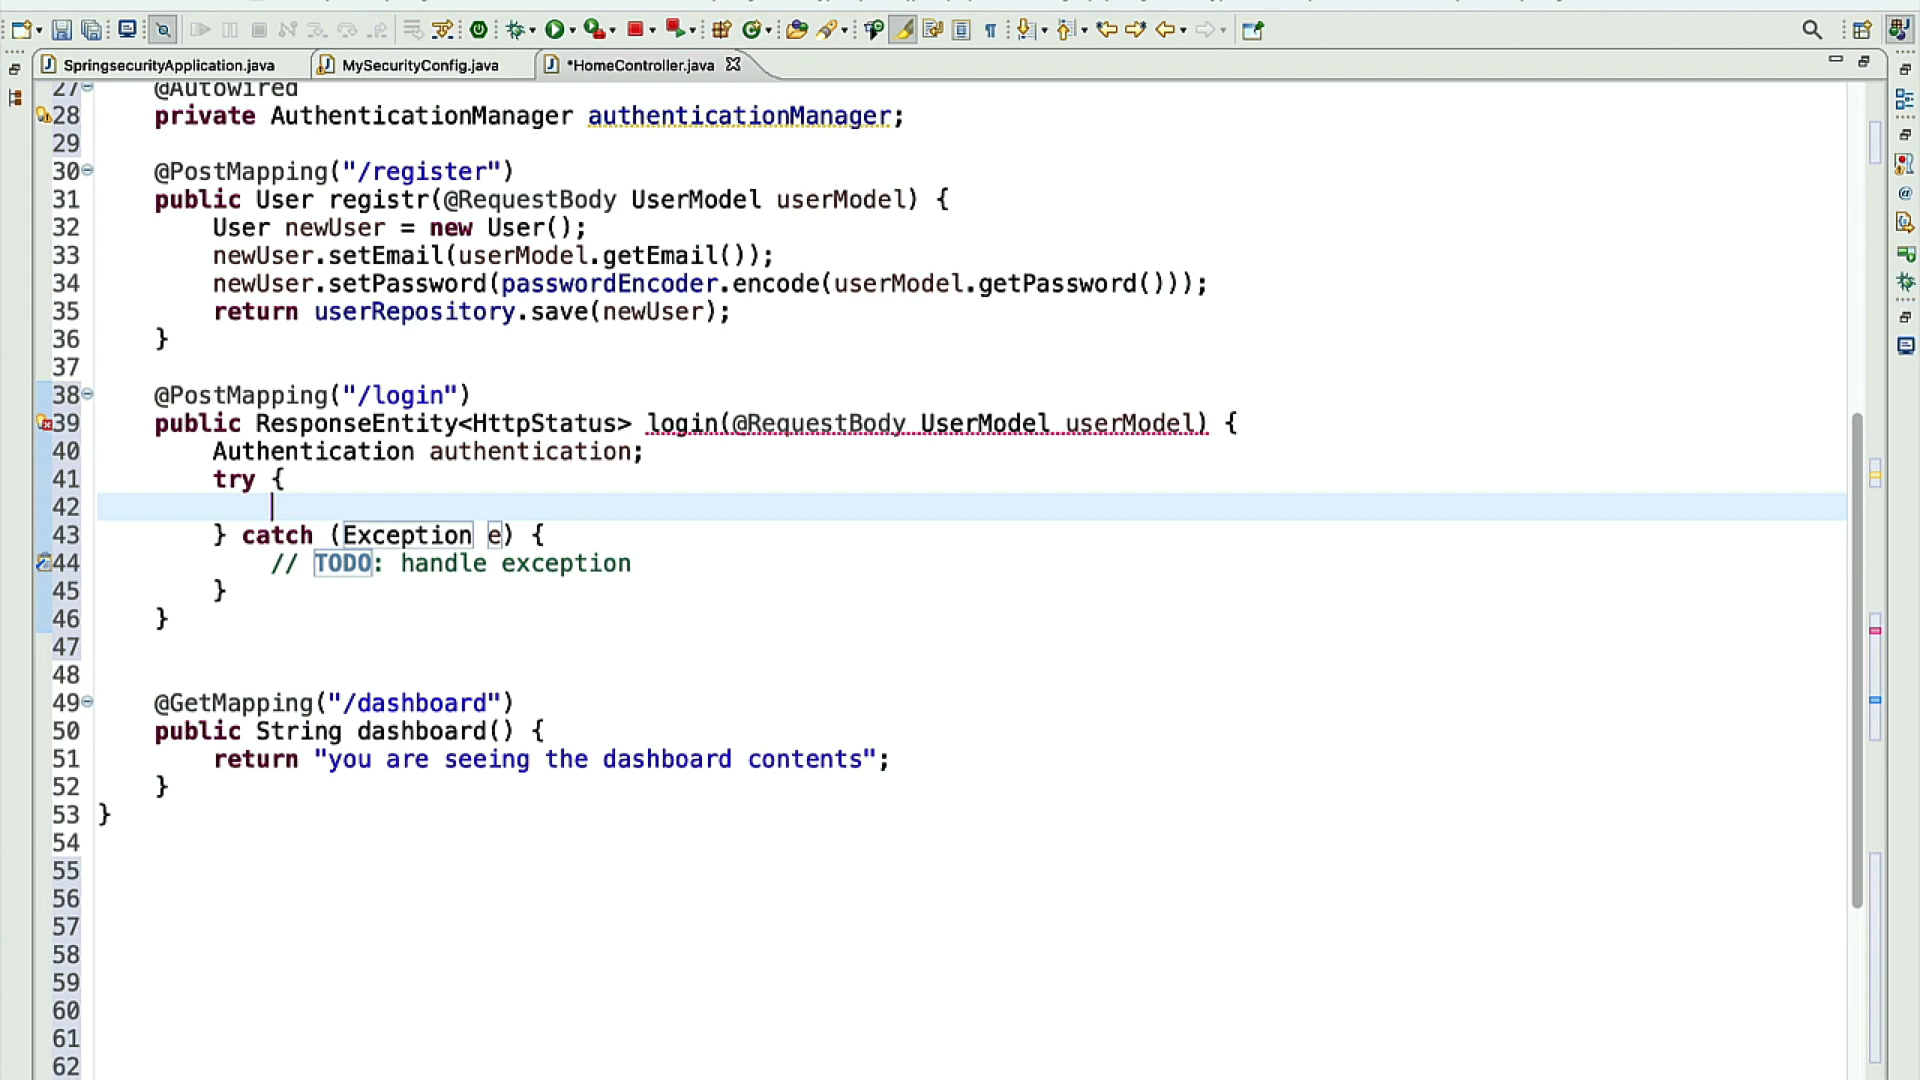 SpringsecurityApplication.java
MySecurityConfig.java
*HomeController.java
27 @Autowired
28 private AuthenticationManager authenticationManager;
29
30 @PostMapping("/register")
31 public User registr(@RequestBody UserModel userModel) {
32 User newUser = new User();
33 newUser.setEmail(userModel.getEmail());
34 newUser.setPassword(passwordEncoder.encode(userModel.getPassword()));
35 return userRepository.save(newUser);
36 }
37
38 @PostMapping("/login")
39 public ResponseEntity<HttpStatus> login(@RequestBody UserModel userModel) {
40 Authentication authentication;
41 try {
42
43 } catch (Exception e) {
44 // TODO: handle exception
45 }
46 }
47
48
49 @GetMapping("/dashboard")
50 public String dashboard() {
51 return "you are seeing the dashboard contents";
52 }
53 }
54
55
56
57
58
59
60
61
62